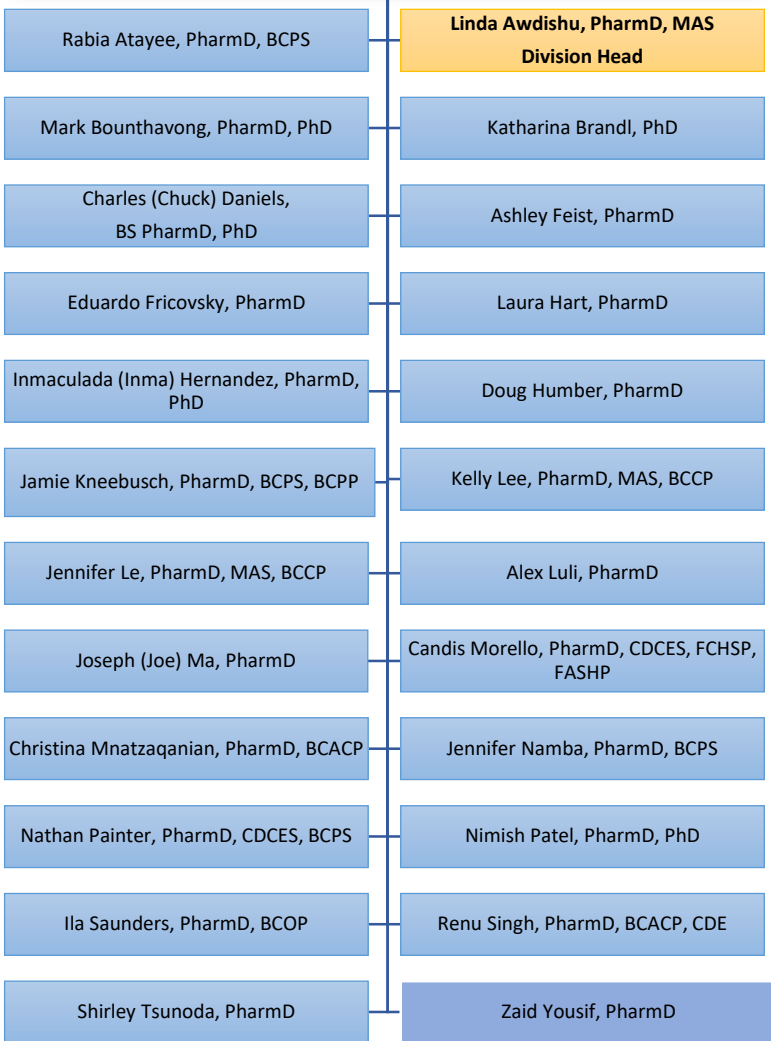 Rabia Atayee, PharmD, BCPS
Linda Awdishu, PharmD, MAS
Division Head
Mark Bounthavong, PharmD, PhD
Katharina Brandl, PhD
Charles (Chuck) Daniels,
BS PharmD, PhD
Ashley Feist, PharmD
Eduardo Fricovsky, PharmD
Laura Hart, PharmD
Inmaculada (Inma) Hernandez, PharmD,
PhD
Doug Humber, PharmD
Jamie Kneebusch, PharmD, BCPS, BCPP
Kelly Lee, PharmD, MAS, BCCP
Jennifer Le, PharmD, MAS, BCCP
Alex Luli, PharmD
Joseph (Joe) Ma, PharmD
Candis Morello, PharmD, CDCES, FCHSP,
FASHP
Christina Mnatzaqanian, PharmD, BCACP
Jennifer Namba, PharmD, BCPS
Nathan Painter, PharmD, CDCES, BCPS
Nimish Patel, PharmD, PhD
Ila Saunders, PharmD, BCOP
Renu Singh, PharmD, BCACP, CDE
Shirley Tsunoda, PharmD
Zaid Yousif, PharmD